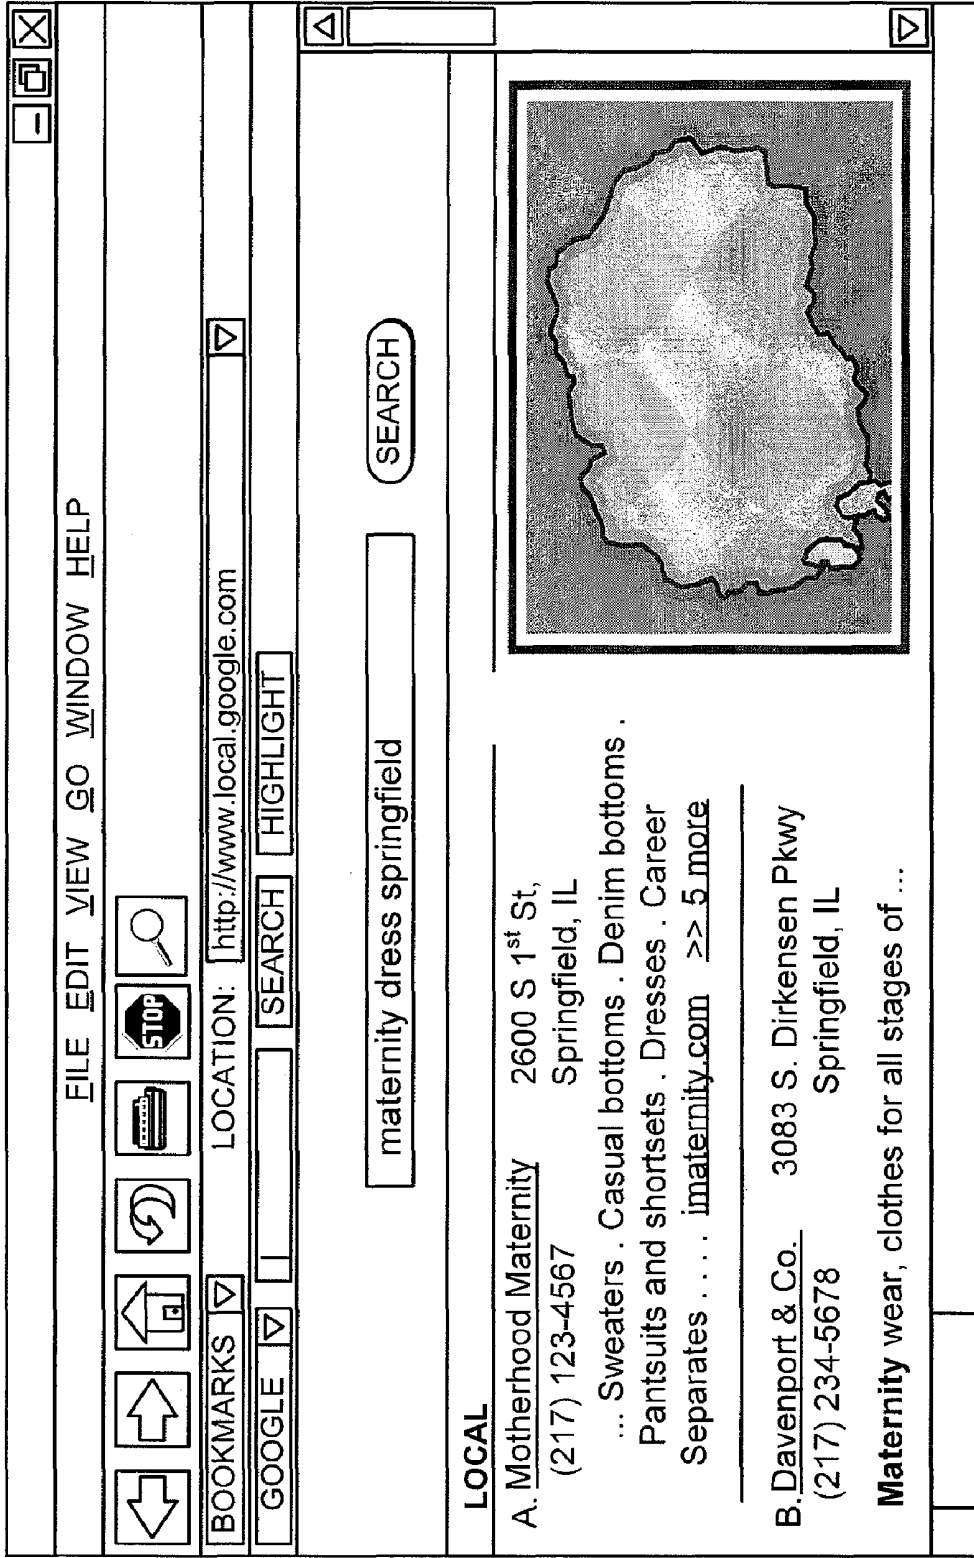 FILE EDIT VIEW GO WINDOW HELP
STOP
BOOKMARKS LOCATION: http://www.local.google.com
GOOGLE SEARCH HIGHLIGHT
maternity dress springfield SEARCH
LOCAL
A. Motherhood Maternity 2600 S 1st St,
(217) 123-4567 Springfield, IL
... Sweaters . Casual bottoms . Denim bottoms .
Pantsuits and shortsets . Dresses . Career
Separates . . . . imaternity.com >> 5 more
B. Davenport & Co. 3083 S. Dirkensen Pkwy
(217) 234-5678 Springfield, IL
Maternity wear, clothes for all stages of ...